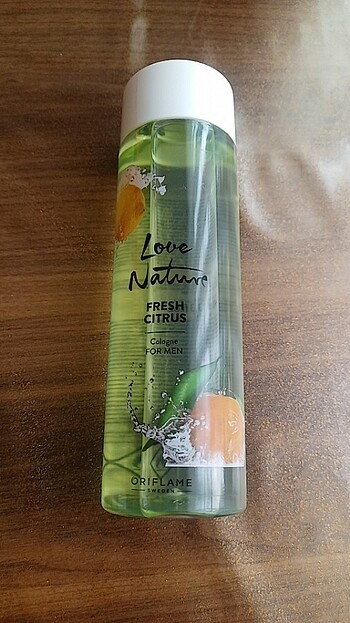 Love
Nature
FRESH
CITRUS
Cologne
FOR MEN
ORIFLAME
SWEDEN